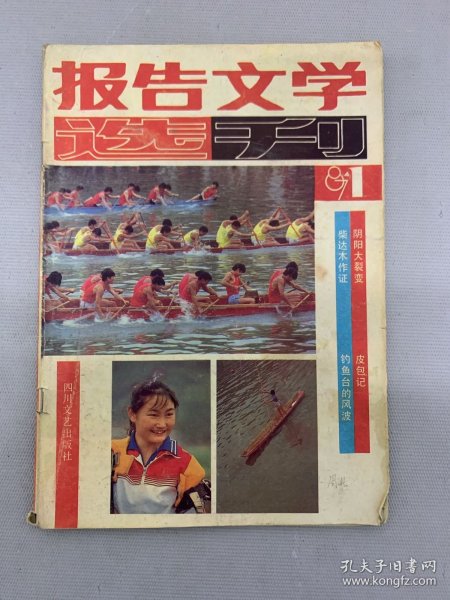 报告文学
选刊
87 1
阴阳大裂变
柴达木作证
皮包记
钓鱼台的风波
四川文艺出版社
孔夫子旧书网
www.kongfz.com